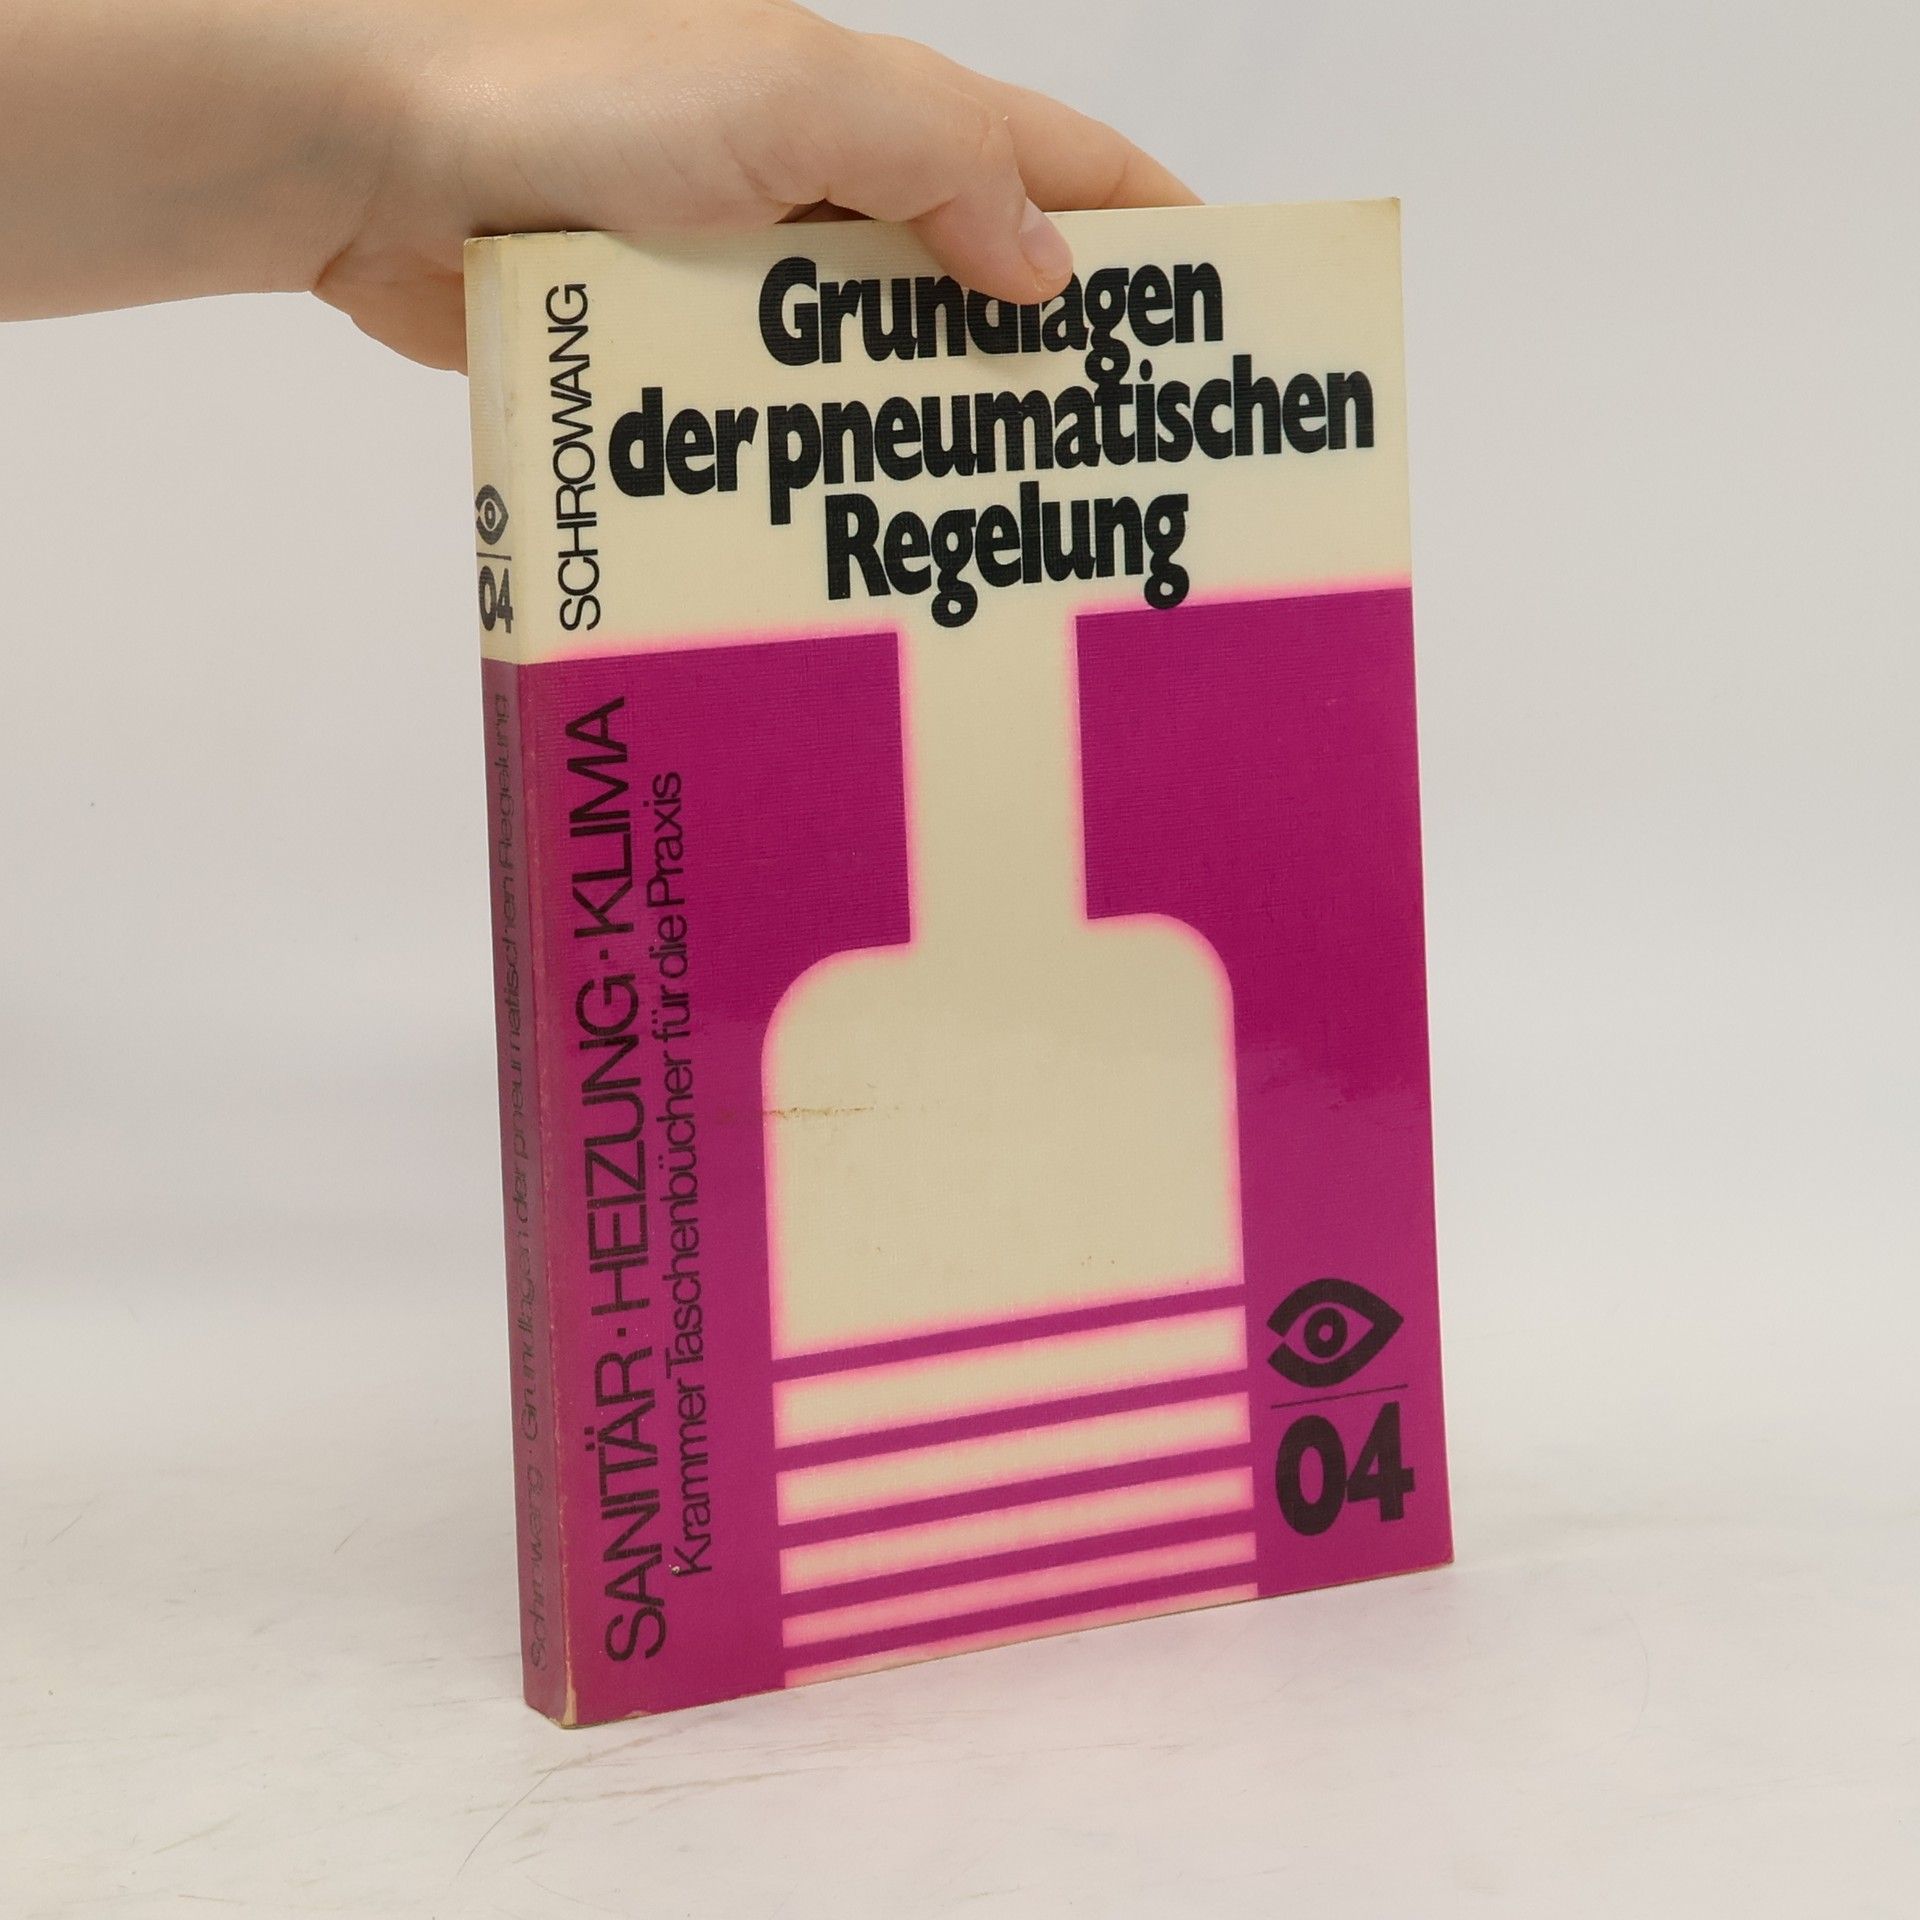 Grundlagen
der pneumatischen
Regelung
SCHROWANG
SANITÄR · HEIZUNG · KLIMA
Krammer Taschenbücher für die Praxis
04
04
Schrowang · Grundlagen der pneumatischen Regelung